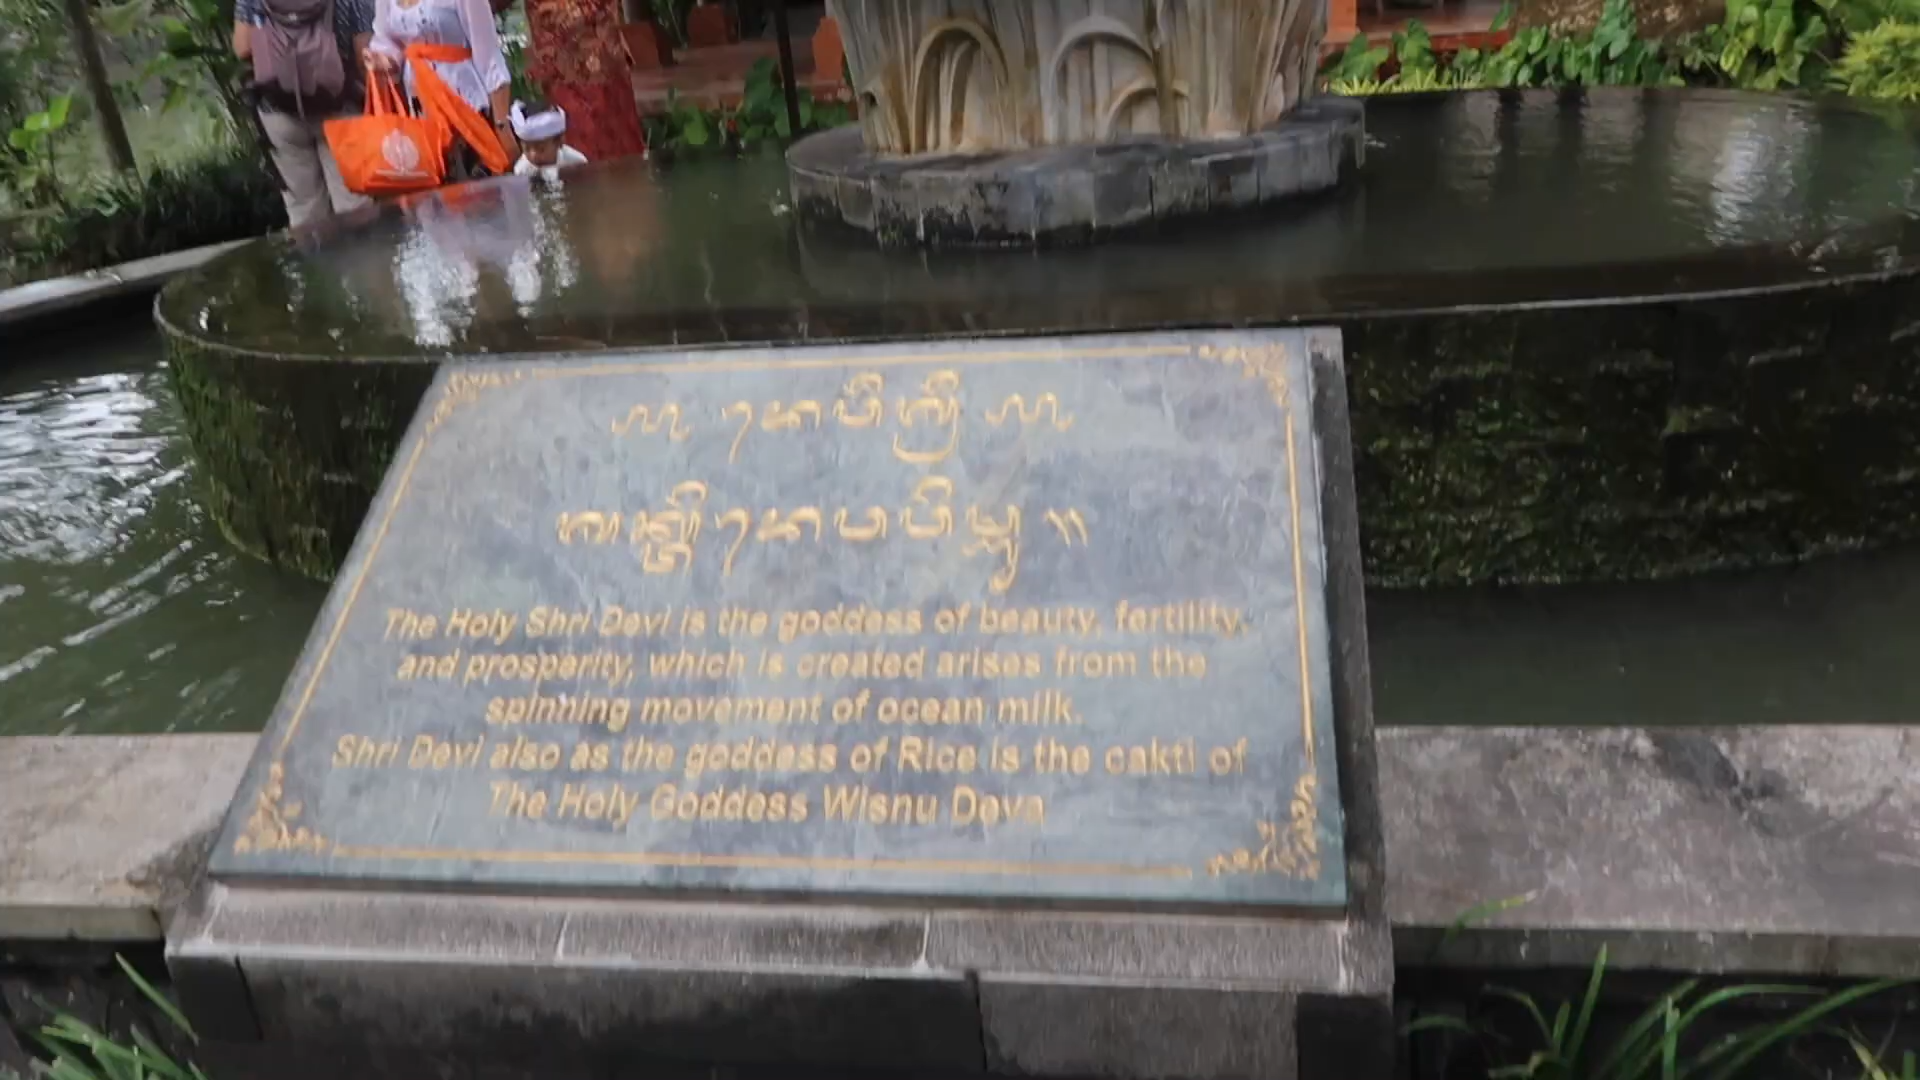 ᬤᬾᬯᬶᬰ᭄ᬭᬷ
ᬲᬓ᭄ᬢᬶᬤᬾᬯᬯᬶᬱ᭄ᬡᬸ᭟
The Holy Shri Devi is the goddess of beauty, fertility,
and prosperity, which is created arises from the
spinning movement of ocean milk.
Shri Devi also as the goddess of Rice is the cakti of
The Holy Goddess Wisnu Deva